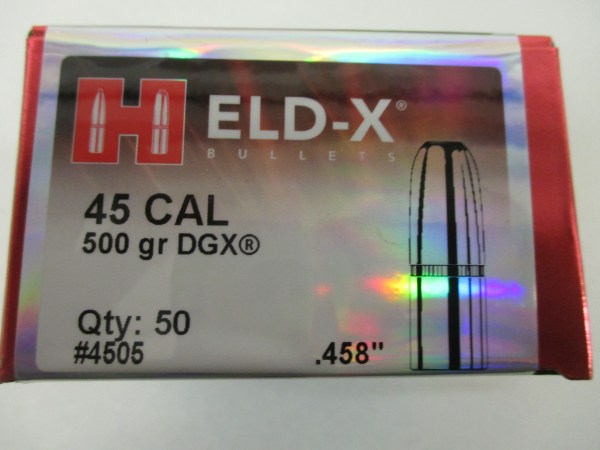 H ELD-X®
BULLETS
45 CAL
500 gr DGX®
Qty: 50
#4505
.458"